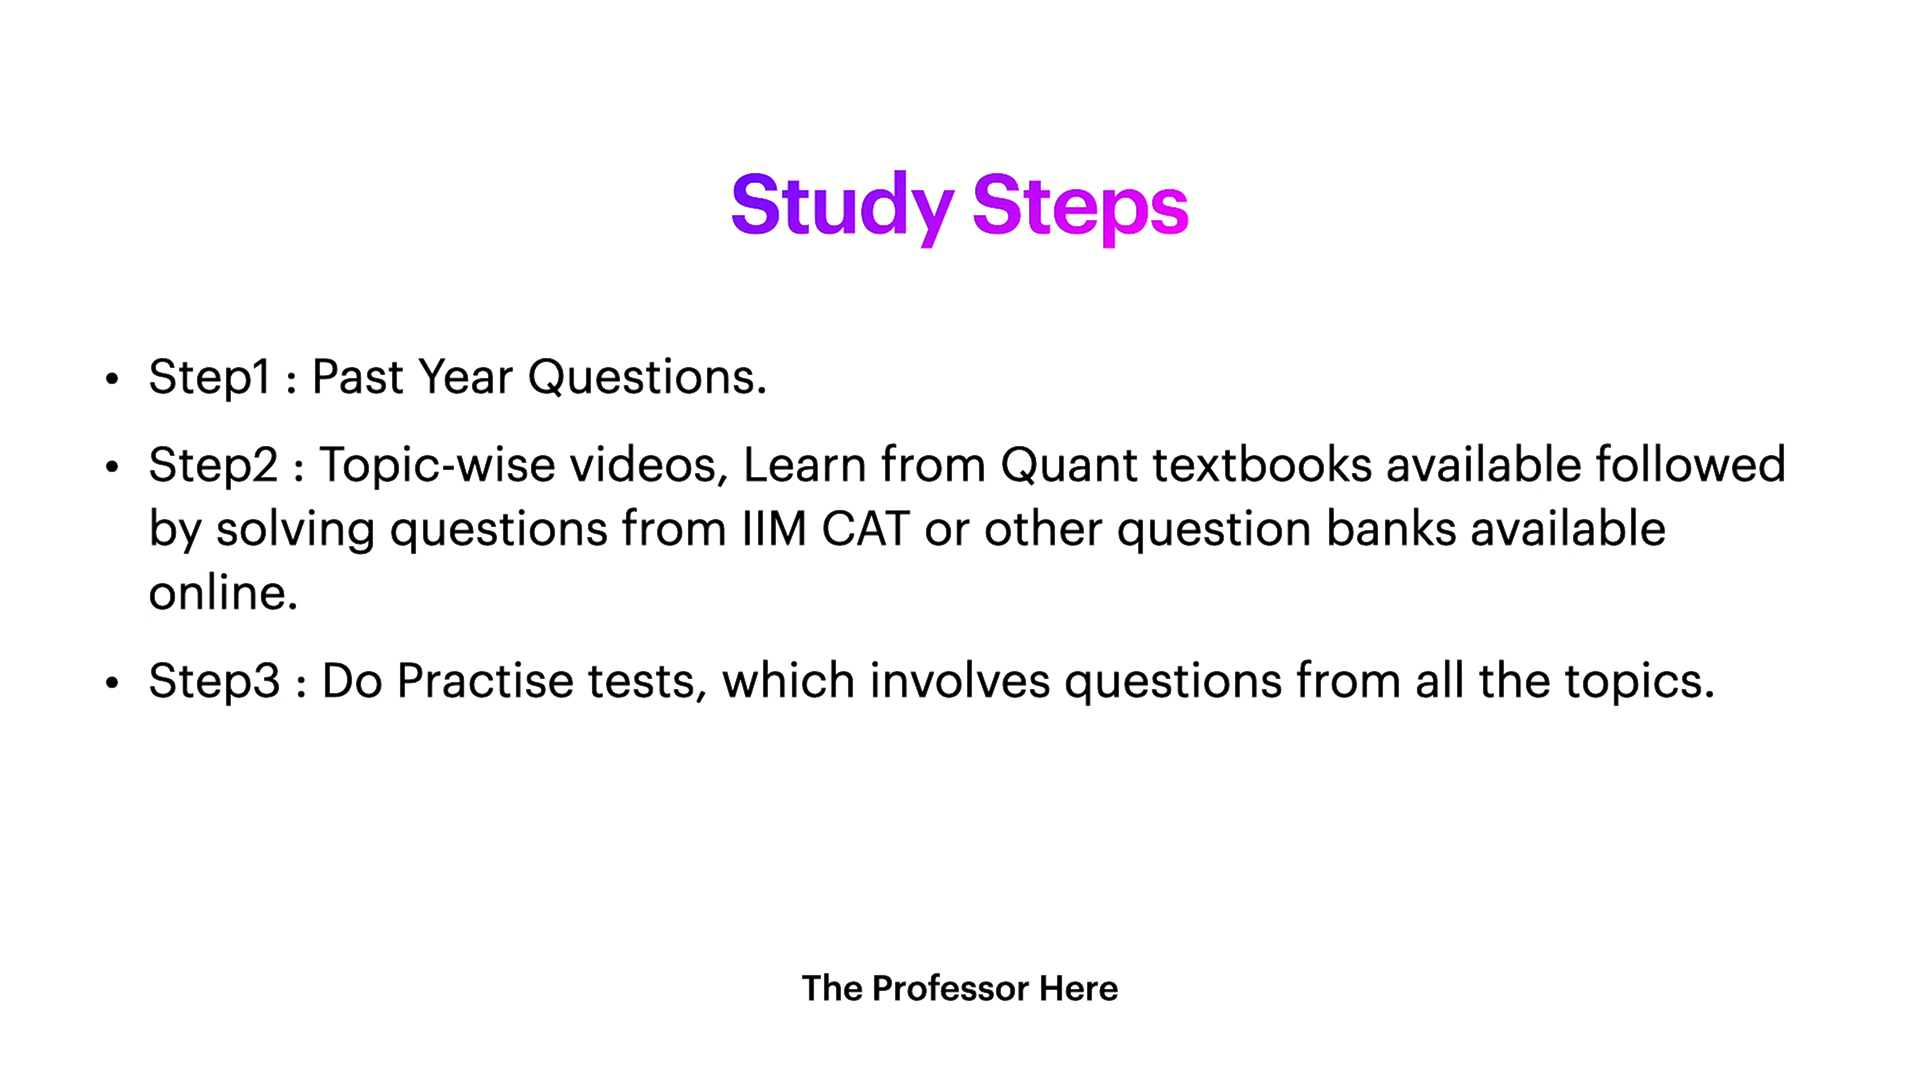 Study Steps
• Step1 : Past Year Questions.
• Step2 : Topic-wise videos, Learn from Quant textbooks available followed
by solving questions from IIM CAT or other question banks available
online.
• Step3 : Do Practise tests, which involves questions from all the topics.
The Professor Here